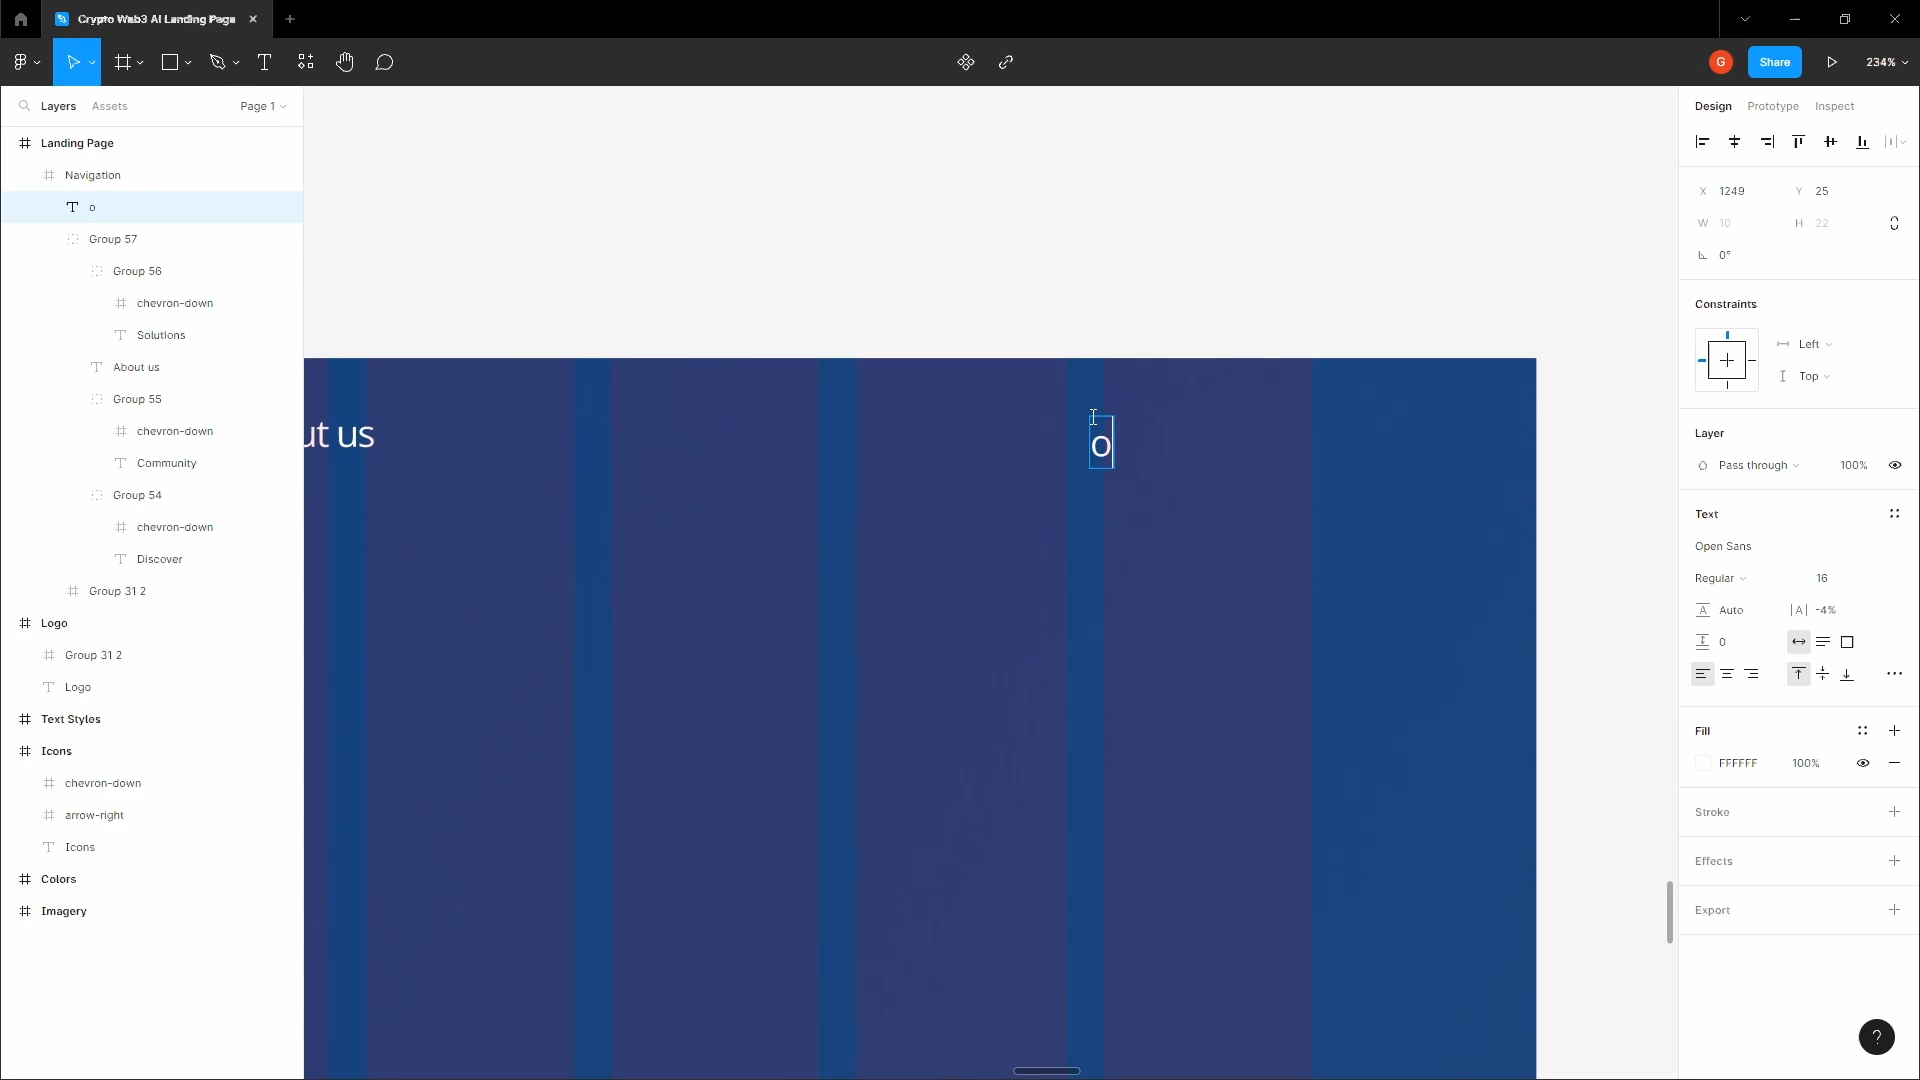 Crypto Web3 AI Landing Page
G
Share
234%
Layers
Assets
Page 1
Design
Prototype
Inspect
Landing Page
Navigation
o
Group 57
Group 56
chevron-down
Solutions
About us
Group 55
chevron-down
Community
Group 54
chevron-down
Discover
Group 31 2
Logo
Group 31 2
Logo
Text Styles
Icons
chevron-down
arrow-right
Icons
Colors
Imagery
ut us
o
X 1249 Y 25
W 10 H 22
0°
Constraints
Left
Top
Layer
Pass through 100%
Text
Open Sans
Regular 16
A Auto |A| -4%
0
Fill
FFFFFF 100%
Stroke
Effects
Export
?